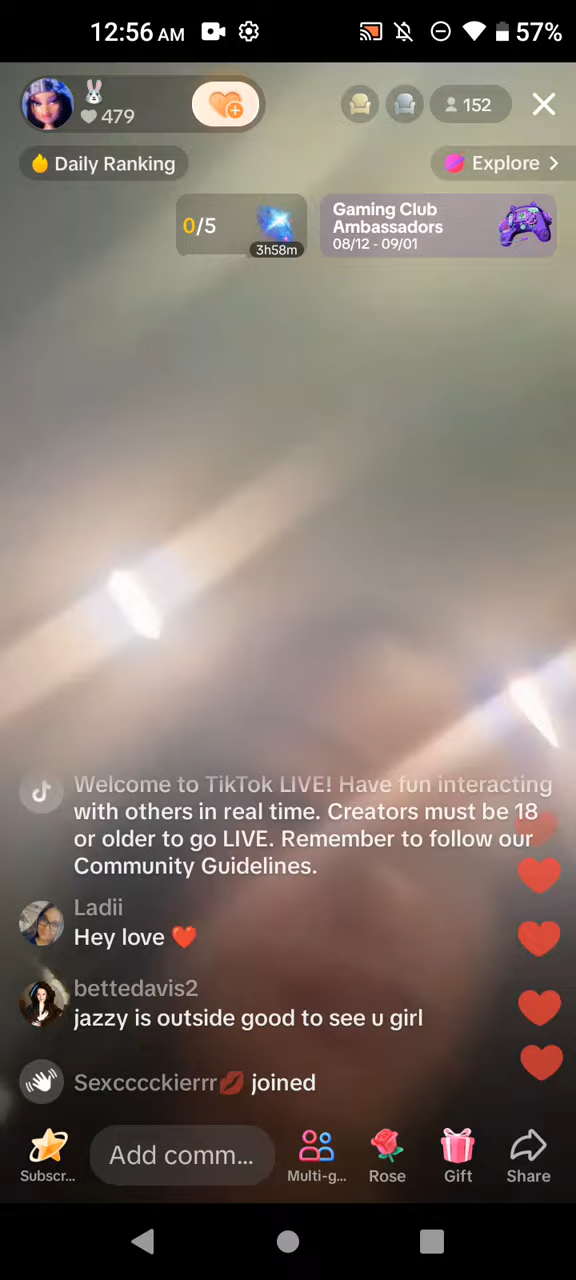 12:56 AM
57%
479
152
Daily Ranking
Explore >
0/5
3h58m
Gaming Club
Ambassadors
08/12 - 09/01
Welcome to TikTok LIVE! Have fun interacting
with others in real time. Creators must be 18
or older to go LIVE. Remember to follow our
Community Guidelines.
Ladii
Hey love ❤️
bettedavis2
jazzy is outside good to see u girl
Sexcccckierrr💋 joined
Subscr...
Add comm...
Multi-g...
Rose
Gift
Share